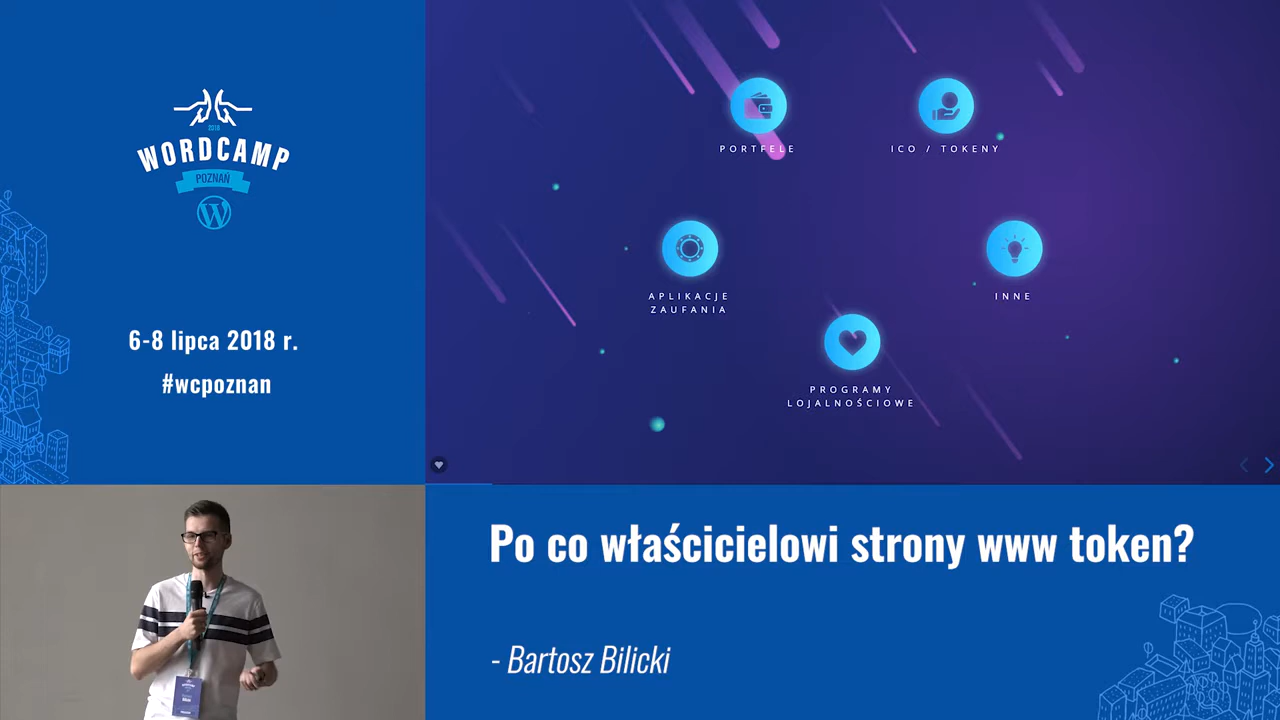 2018
WORDCAMP
POZNAŃ
6-8 lipca 2018 r.
#wcpoznan
PORTFELE
ICO / TOKENY
APLIKACJE
ZAUFANIA
INNE
PROGRAMY
LOJALNOŚCIOWE
Po co właścicielowi strony www token?
- Bartosz Bilicki